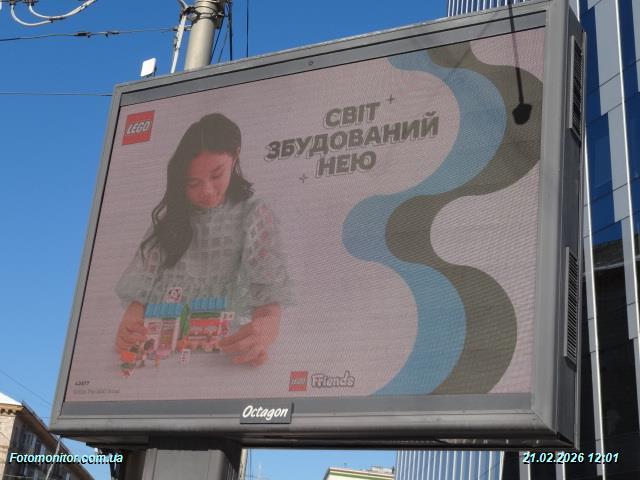 LEGO
СВІТ
ЗБУДОВАНИЙ
НЕЮ
LEGO Friends
Octagon
Fotomonitor.com.ua
21.02.2026 12:01